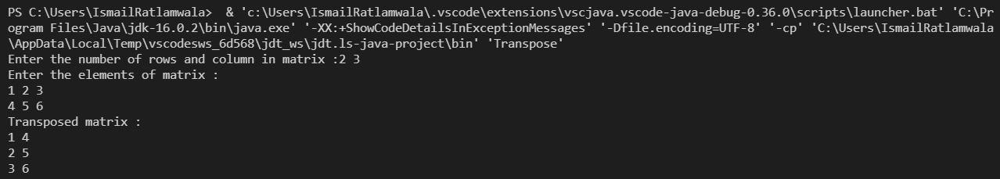 PS C:\Users\IsmailRatlamwala>  & 'c:\Users\IsmailRatlamwala\.vscode\extensions\vscjava.vscode-java-debug-0.36.0\scripts\launcher.bat' 'C:\Pr
ogram Files\Java\jdk-16.0.2\bin\java.exe' '-XX:+ShowCodeDetailsInExceptionMessages' '-Dfile.encoding=UTF-8' '-cp' 'C:\Users\IsmailRatlamwala
\AppData\Local\Temp\vscodesws_6d568\jdt_ws\jdt.ls-java-project\bin' 'Transpose'
Enter the number of rows and column in matrix :2 3
Enter the elements of matrix :
1 2 3
4 5 6
Transposed matrix :
1 4
2 5
3 6